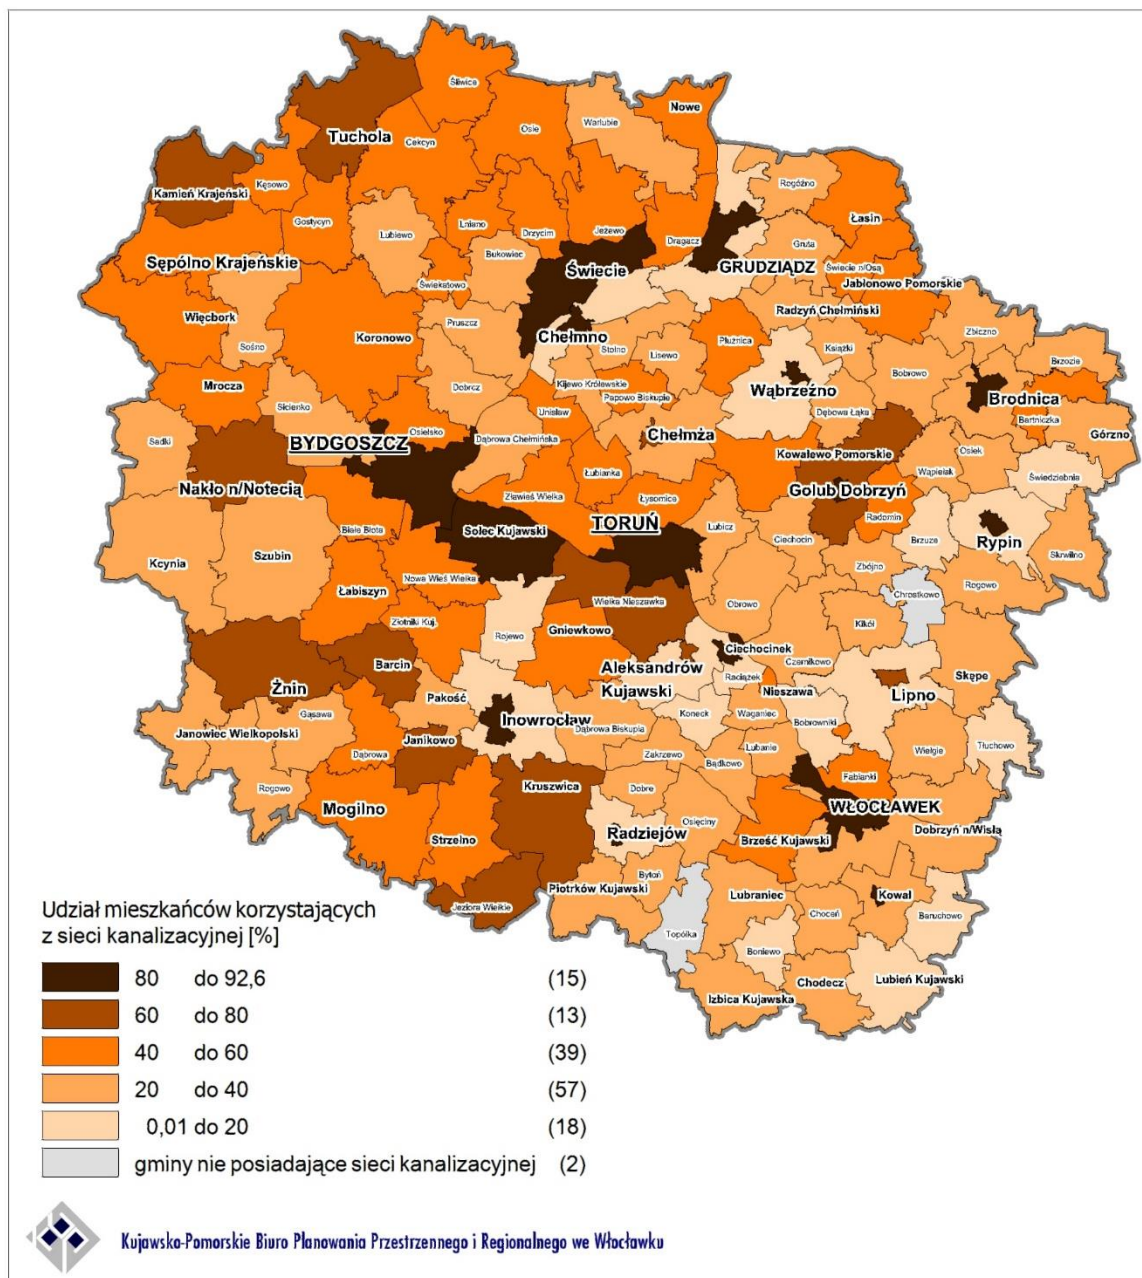 Śliwice
Nowe
Osie
Warlubie
Tuchola
Cekcyn
Rogóźno
Kęsowo
Kamień Krajeński
Łasin
Gostycyn
Lniano
Drzycim
Jeżewo
Dragacz
Lubiewo
Gruta
Bukowiec
Sępólno Krajeńskie
Świecie
GRUDZIĄDZ
Świecie n/Osą
Świekatowo
Jabłonowo Pomorskie
Więcbork
Radzyń Chełmiński
Pruszcz
Zbiczno
Koronowo
Chełmno
Płużnica
Sośno
Stolno
Lisewo
Książki
Brzozie
Bobrowo
Mrocza
Dobrcz
Kijewo Królewskie
Wąbrzeźno
Papowo Biskupie
Brodnica
Sicienko
Unisław
Dębowa Łąka
Bartniczka
Osielsko
Chełmża
Górzno
BYDGOSZCZ
Dąbrowa Chełmińska
Sadki
Kowalewo Pomorskie
Osiek
Łubianka
Wąpielsk
Świedziebnia
Nakło n/Notecią
Golub Dobrzyń
Zławieś Wielka
Łysomice
Radomin
Białe Błota
Solec Kujawski
TORUŃ
Lubicz
Ciechocin
Brzuze
Rypin
Szubin
Skrwilno
Kcynia
Zbójno
Nowa Wieś Wielka
Rogowo
Łabiszyn
Chrostkowo
Wielka Nieszawka
Obrowo
Złotniki Kuj.
Kikół
Gniewkowo
Rojewo
Ciechocinek
Czernikowo
Barcin
Aleksandrów
Kujawski
Raciążek
Skępe
Żnin
Nieszawa
Lipno
Pakość
Koneck
Waganiec
Gąsawa
Inowrocław
Bobrowniki
Janowiec Wielkopolski
Dąbrowa Biskupia
Janikowo
Tłuchowo
Dąbrowa
Zakrzewo
Lubanie
Wielgie
Bądkowo
Rogowo
Fabianki
Kruszwica
Dobre
Mogilno
WŁOCŁAWEK
Osięciny
Radziejów
Dobrzyń n/Wisłą
Strzelno
Brześć Kujawski
Bytoń
Piotrków Kujawski
Lubraniec
Kowal
Jeziora Wielkie
Choceń
Baruchowo
Topólka
Boniewo
Chodecz
Lubień Kujawski
Izbica Kujawska
Udział mieszkańców korzystających
z sieci kanalizacyjnej [%]
80 do 92,6 (15)
60 do 80 (13)
40 do 60 (39)
20 do 40 (57)
0,01 do 20 (18)
gminy nie posiadające sieci kanalizacyjnej (2)
Kujawsko-Pomorskie Biuro Planowania Przestrzennego i Regionalnego we Włocławku